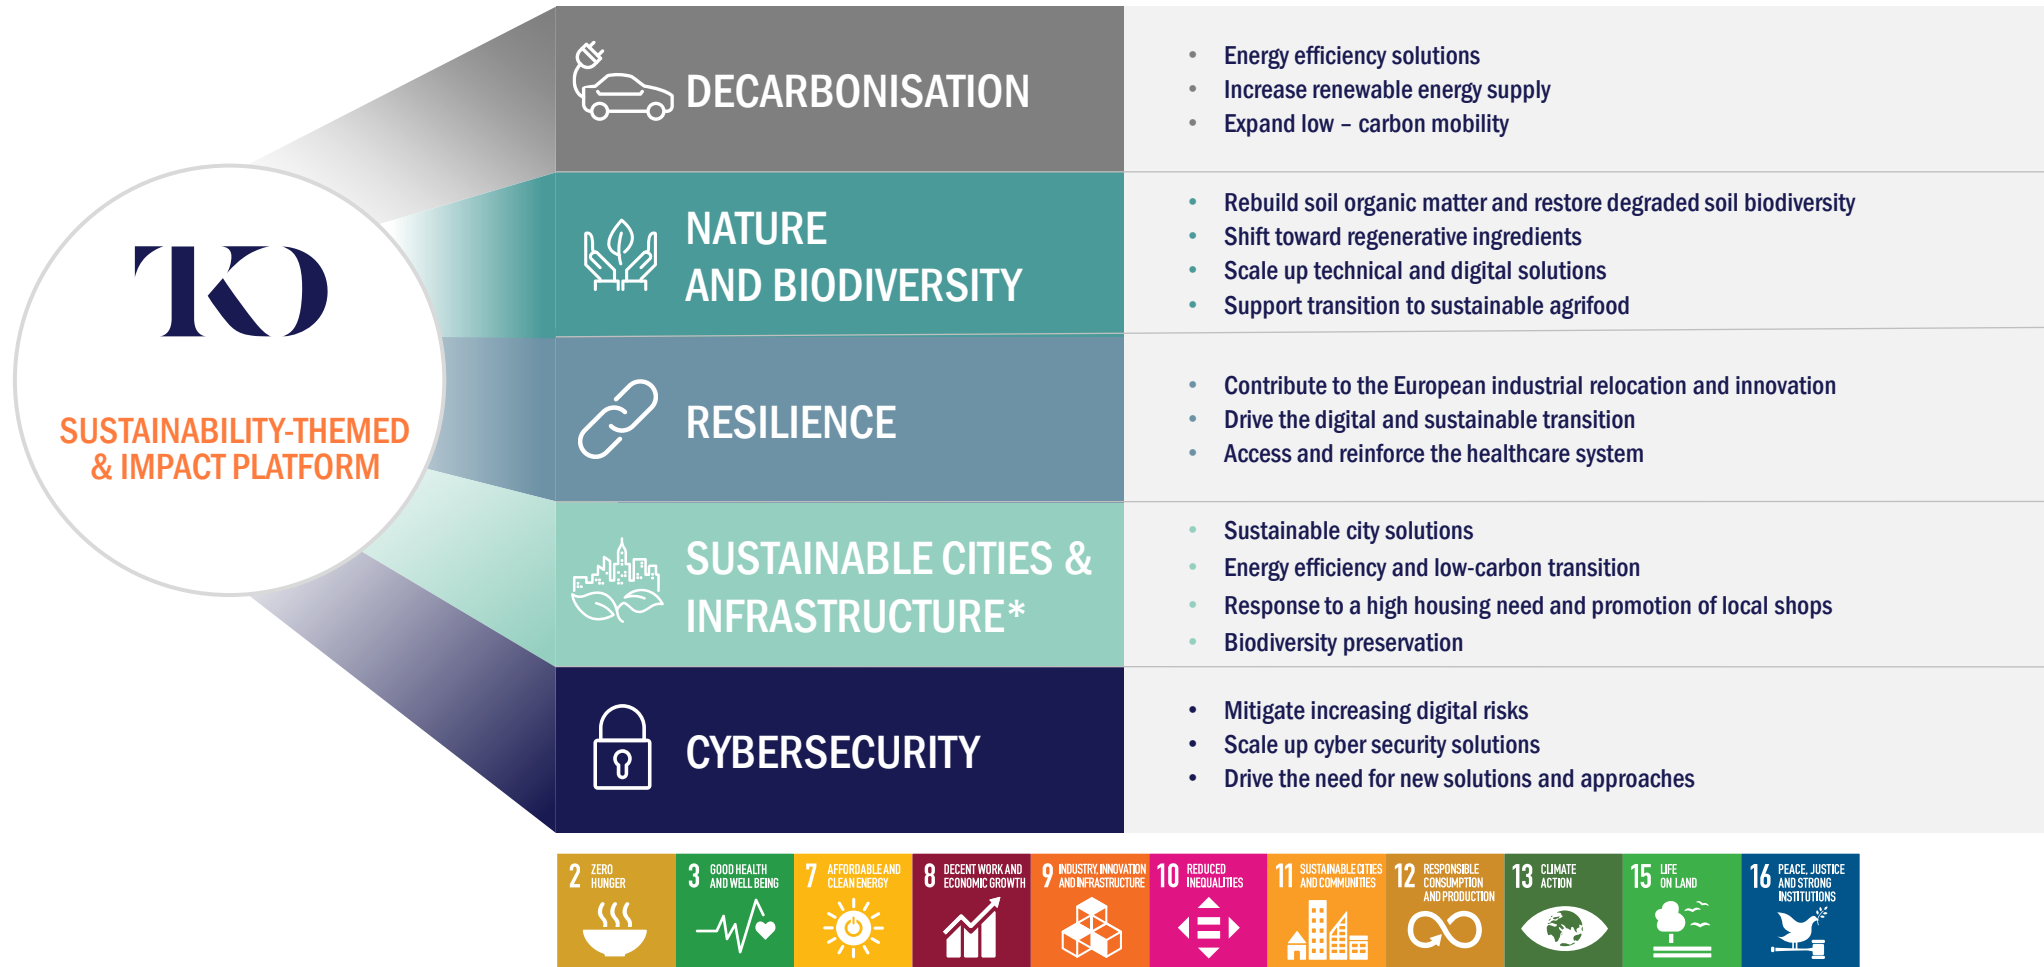 TKO
SUSTAINABILITY-THEMED
& IMPACT PLATFORM
DECARBONISATION
• Energy efficiency solutions
• Increase renewable energy supply
• Expand low – carbon mobility
NATURE
AND BIODIVERSITY
• Rebuild soil organic matter and restore degraded soil biodiversity
• Shift toward regenerative ingredients
• Scale up technical and digital solutions
• Support transition to sustainable agrifood
RESILIENCE
• Contribute to the European industrial relocation and innovation
• Drive the digital and sustainable transition
• Access and reinforce the healthcare system
SUSTAINABLE CITIES &
INFRASTRUCTURE*
• Sustainable city solutions
• Energy efficiency and low-carbon transition
• Response to a high housing need and promotion of local shops
• Biodiversity preservation
CYBERSECURITY
• Mitigate increasing digital risks
• Scale up cyber security solutions
• Drive the need for new solutions and approaches
2 ZERO
HUNGER
3 GOOD HEALTH
AND WELL BEING
7 AFFORDABLE AND
CLEAN ENERGY
8 DECENT WORK AND
ECONOMIC GROWTH
9 INDUSTRY, INNOVATION
AND INFRASTRUCTURE
10 REDUCED
INEQUALITIES
11 SUSTAINABLE CITIES
AND COMMUNITIES
12 RESPONSIBLE
CONSUMPTION
AND PRODUCTION
13 CLIMATE
ACTION
15 LIFE
ON LAND
16 PEACE, JUSTICE
AND STRONG
INSTITUTIONS